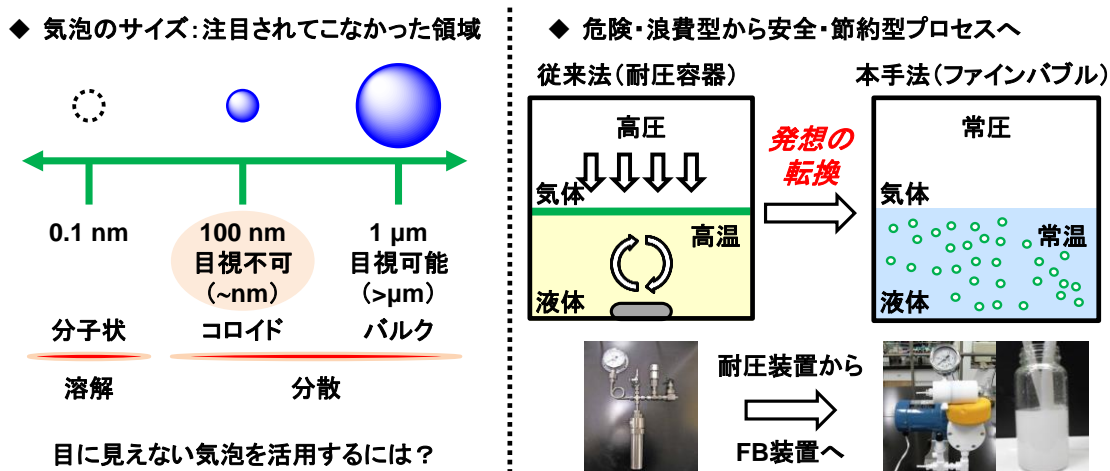 ◆ 気泡のサイズ：注目されてこなかった領域
0.1 nm
100 nm
目視不可
（~nm）
1 μm
目視可能
（>μm）
分子状
コロイド
バルク
溶解
分散
目に見えない気泡を活用するには？
◆ 危険・浪費型から安全・節約型プロセスへ
従来法（耐圧容器）
高圧
気体
高温
液体
発想の
転換
本手法（ファインバブル）
常圧
気体
常温
液体
耐圧装置から
FB装置へ